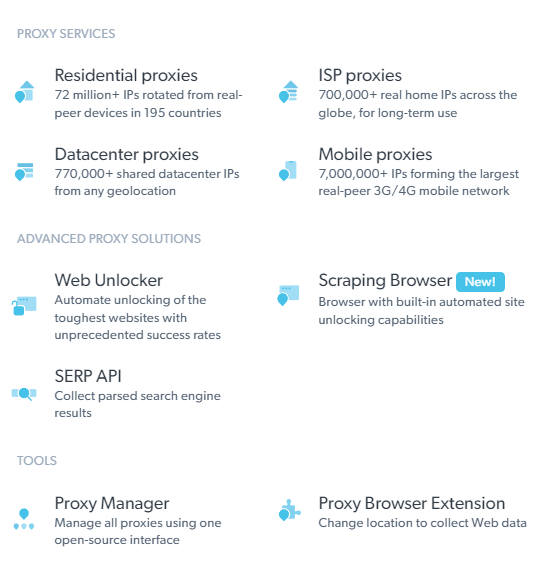 PROXY SERVICES
Residential proxies
72 million+ IPs rotated from real-
peer devices in 195 countries
ISP proxies
700,000+ real home IPs across the
globe, for long-term use
Datacenter proxies
770,000+ shared datacenter IPs
from any geolocation
Mobile proxies
7,000,000+ IPs forming the largest
real-peer 3G/4G mobile network
ADVANCED PROXY SOLUTIONS
Web Unlocker
Automate unlocking of the
toughest websites with
unprecedented success rates
Scraping Browser New!
Browser with built-in automated site
unlocking capabilities
SERP API
Collect parsed search engine
results
TOOLS
Proxy Manager
Manage all proxies using one
open-source interface
Proxy Browser Extension
Change location to collect Web data